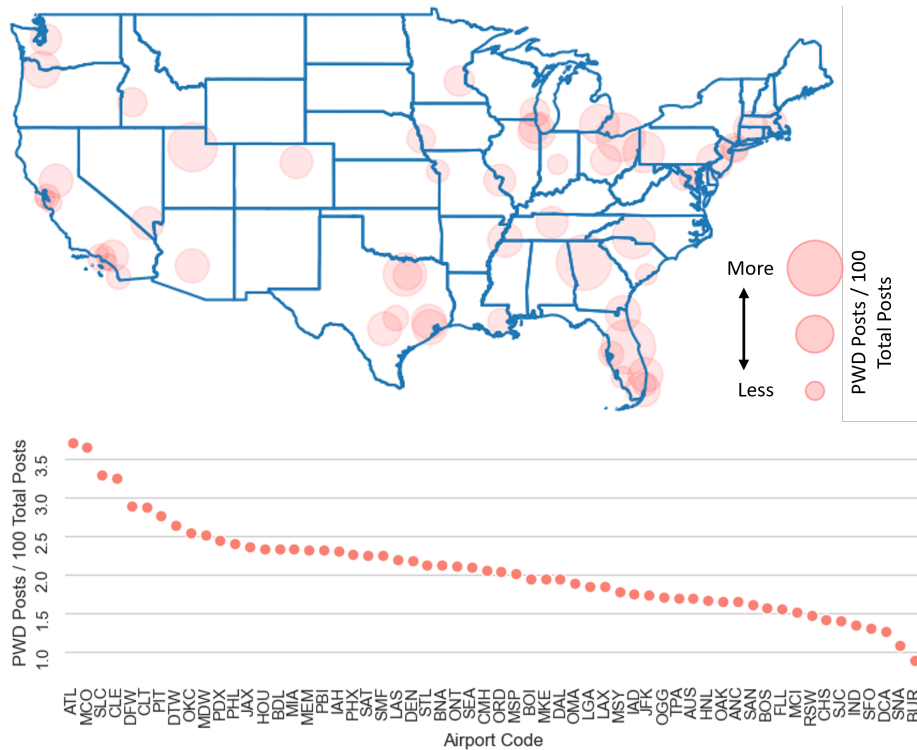 More
Less
PWD Posts / 100
Total Posts
PWD Posts / 100 Total Posts
3.5
3.0
2.5
2.0
1.5
1.0
ATL
MCO
SLC
CLE
DFW
CLT
PIT
DTW
OKC
MDW
PDX
PHL
JAX
HOU
BDL
MIA
MEM
PBI
IAH
PHX
SAT
SMF
LAS
DEN
STL
BNA
ONT
SEA
CMH
ORD
MSP
BOI
MKE
DAL
OMA
LGA
LAX
MSY
IAD
JFK
OGG
TPA
AUS
HNL
OAK
ANC
SAN
BOS
FLL
MCI
RSW
CHS
SJC
IND
SFO
DCA
SNA
BUR
Airport Code